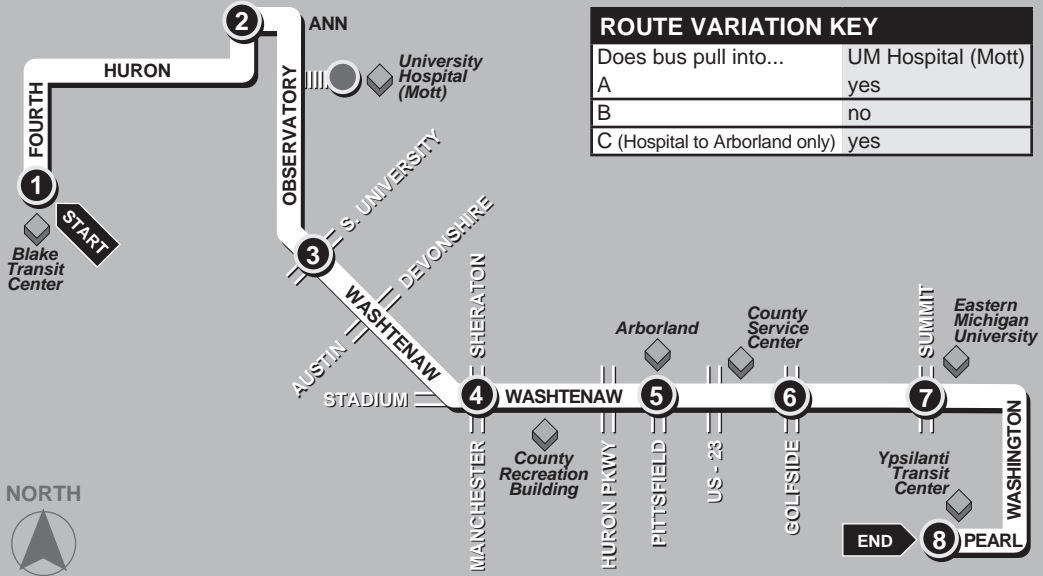 2
ANN
HURON
FOURTH
OBSERVATORY
University
Hospital
(Mott)
ROUTE VARIATION KEY
Does bus pull into... UM Hospital (Mott)
A yes
B no
C (Hospital to Arborland only) yes
1
START
Blake
Transit
Center
S. UNIVERSITY
3
DEVONSHIRE
WASHTENAW
AUSTIN
SHERATON
STADIUM
4
WASHTENAW
MANCHESTER
County
Recreation
Building
HURON PKWY
Arborland
5
PITTSFIELD
US - 23
County
Service
Center
6
GOLFSIDE
SUMMIT
7
Eastern
Michigan
University
WASHINGTON
Ypsilanti
Transit
Center
END
8
PEARL
NORTH